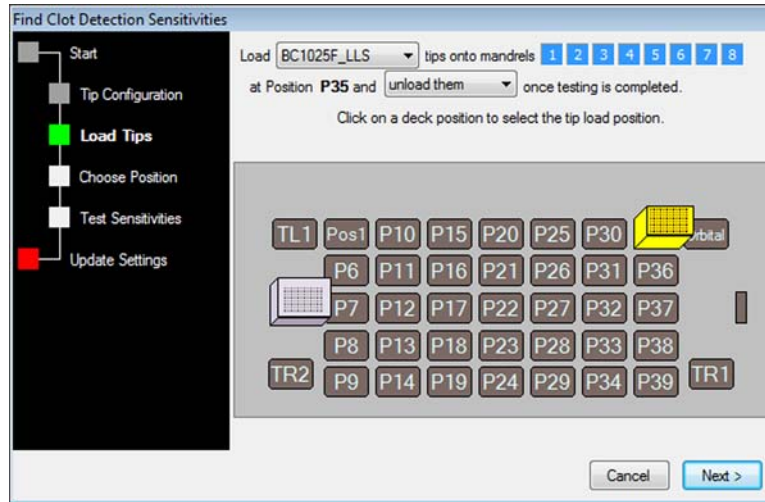 Find Clot Detection Sensitivities
Start
Tip Configuration
Load Tips
Choose Position
Test Sensitivities
Update Settings
Load BC1025F_LLS tips onto mandrels 1 2 3 4 5 6 7 8
at Position P35 and unload them once testing is completed.
Click on a deck position to select the tip load position.
TL1 Pos1 P10 P15 P20 P25 P30
P6 P11 P16 P21 P26 P31 P36
P7 P12 P17 P22 P27 P32 P37
P8 P13 P18 P23 P28 P33 P38
TR2 P9 P14 P19 P24 P29 P34 P39 TR1
Cancel Next >